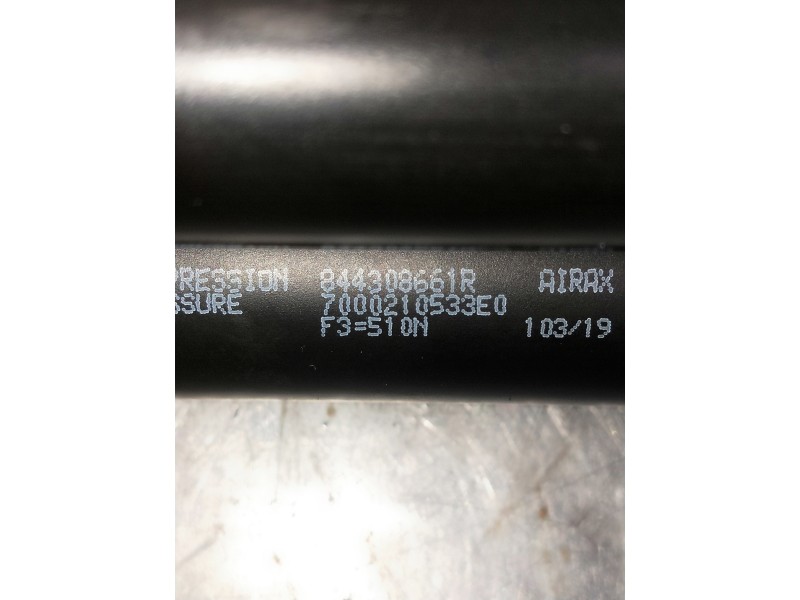 PRESSION 844308661R AIRAX
SSURE 7000210533E0
F3=510N 103/19